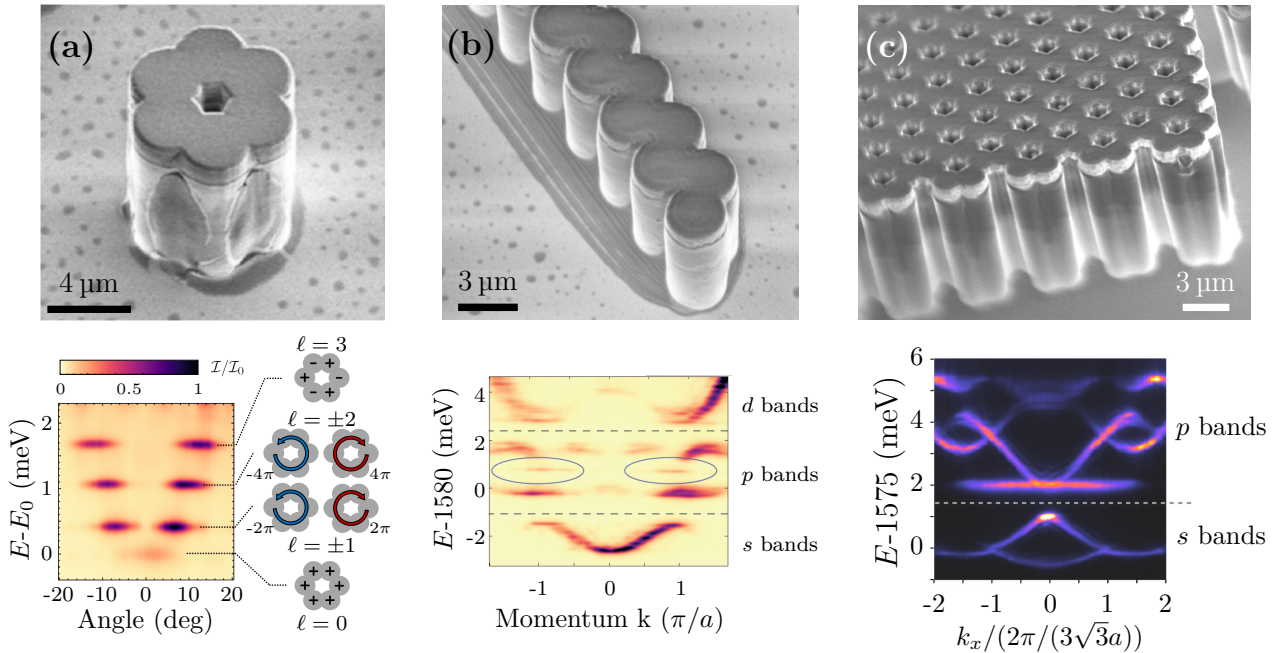 (a)
4 µm
(b)
3 µm
(c)
3 µm
ℓ = 3
I/I₀
0 0.5 1
- +
+ -
- +
E-E₀ (meV)
2
1
0
-20 -10 0 10 20
Angle (deg)
ℓ = ±2
-4π 4π
-2π 2π
ℓ = ±1
+ +
+ +
+ +
ℓ = 0
E-1580 (meV)
4
2
0
-2
d bands
p bands
s bands
-1 0 1
Momentum k (π/a)
E-1575 (meV)
6
4
2
0
p bands
s bands
-2 -1 0 1 2
kₓ/(2π/(3√3a))